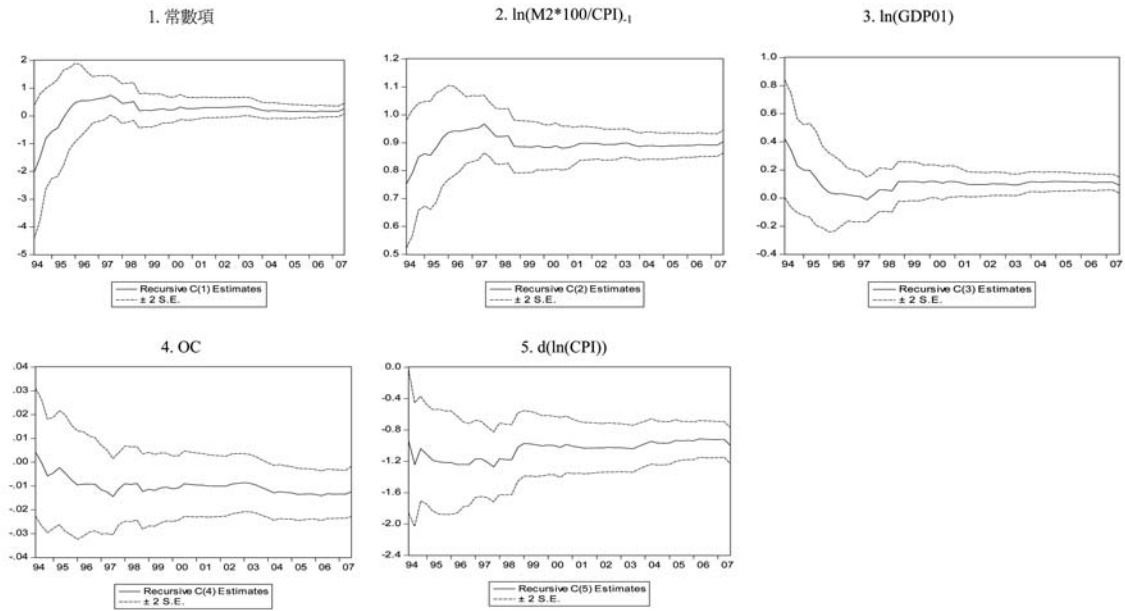 1. 常數項
2
1
0
-1
-2
-3
-4
-5
94 95 96 97 98 99 00 01 02 03 04 05 06 07
Recursive C(1) Estimates
± 2 S.E.
2. ln(M2*100/CPI)-1
1.2
1.1
1.0
0.9
0.8
0.7
0.6
0.5
94 95 96 97 98 99 00 01 02 03 04 05 06 07
Recursive C(2) Estimates
± 2 S.E.
3. ln(GDP01)
1.0
0.8
0.6
0.4
0.2
0.0
-0.2
-0.4
94 95 96 97 98 99 00 01 02 03 04 05 06 07
Recursive C(3) Estimates
± 2 S.E.
4. OC
.04
.03
.02
.01
.00
-.01
-.02
-.03
-.04
94 95 96 97 98 99 00 01 02 03 04 05 06 07
Recursive C(4) Estimates
± 2 S.E.
5. d(ln(CPI))
0.0
-0.4
-0.8
-1.2
-1.6
-2.0
-2.4
94 95 96 97 98 99 00 01 02 03 04 05 06 07
Recursive C(5) Estimates
± 2 S.E.